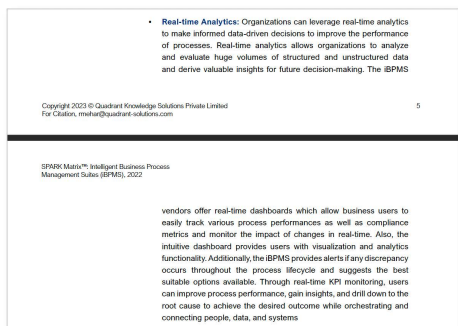 • Real-time Analytics: Organizations can leverage real-time analytics
to make informed data-driven decisions to improve the performance
of processes. Real-time analytics allows organizations to analyze
and evaluate huge volumes of structured and unstructured data
and derive valuable insights for future decision-making. The iBPMS
Copyright 2023 © Quadrant Knowledge Solutions Private Limited 5
For Citation, rmehar@quadrant-solutions.com
SPARK Matrix™: Intelligent Business Process
Management Suites (iBPMS), 2022
vendors offer real-time dashboards which allow business users to
easily track various process performances as well as compliance
metrics and monitor the impact of changes in real-time. Also, the
intuitive dashboard provides users with visualization and analytics
functionality. Additionally, the iBPMS provides alerts if any discrepancy
occurs throughout the process lifecycle and suggests the best
suitable options available. Through real-time KPI monitoring, users
can improve process performance, gain insights, and drill down to the
root cause to achieve the desired outcome while orchestrating and
connecting people, data, and systems